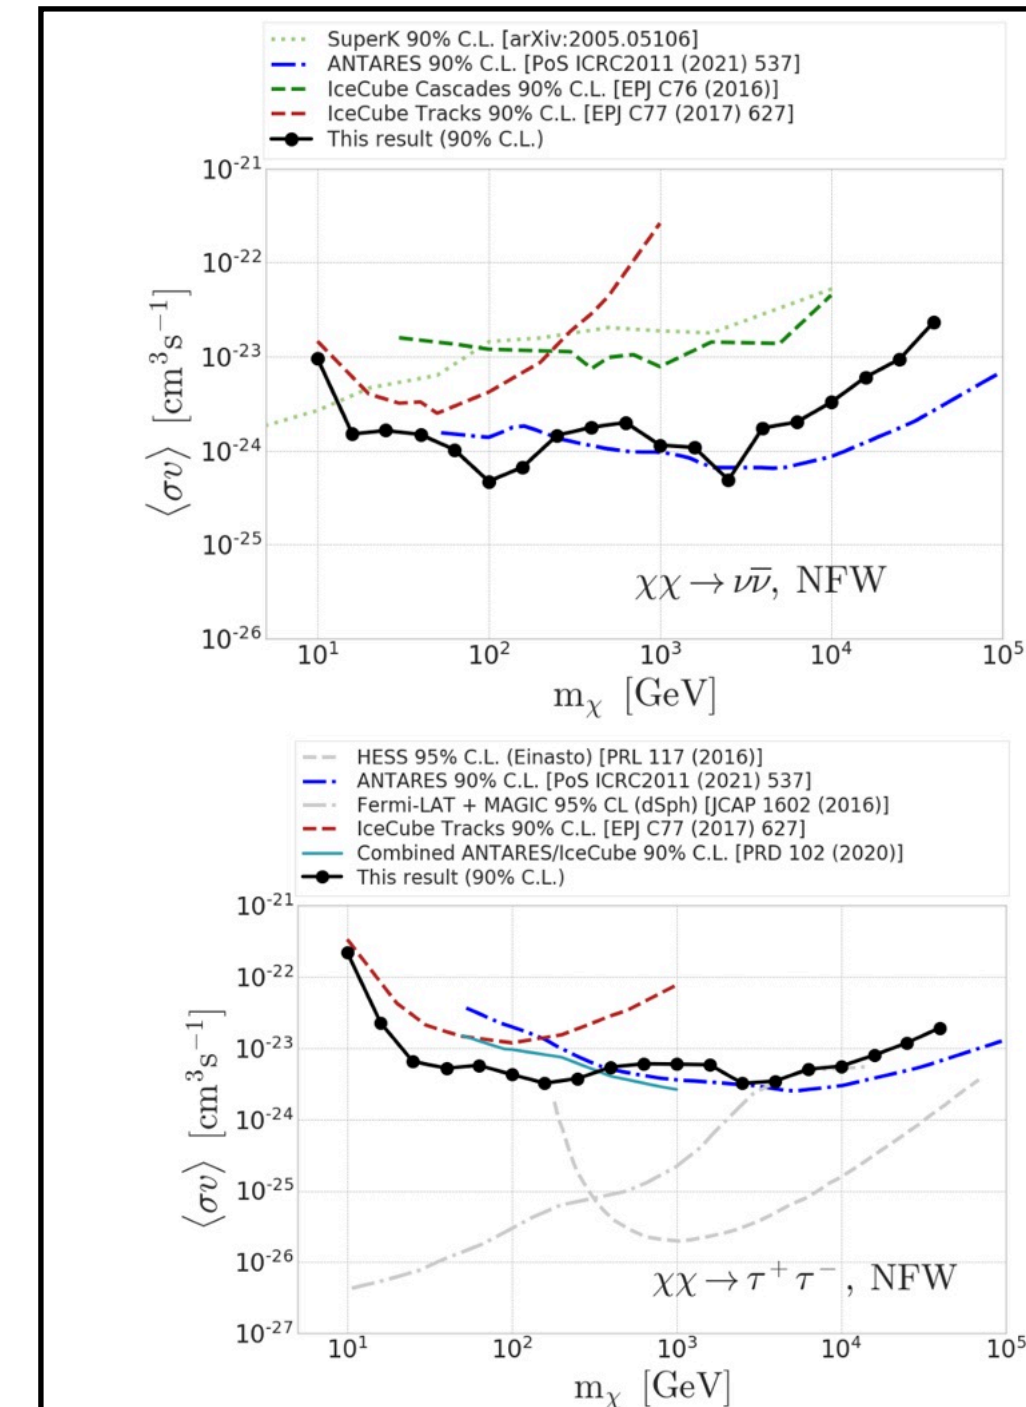 SuperK 90% C.L. [arXiv:2005.05106]
ANTARES 90% C.L. [PoS ICRC2011 (2021) 537]
IceCube Cascades 90% C.L. [EPJ C76 (2016)]
IceCube Tracks 90% C.L. [EPJ C77 (2017) 627]
This result (90% C.L.)
10⁻²¹
10⁻²²
10⁻²³
10⁻²⁴
10⁻²⁵
10⁻²⁶
⟨σv⟩ [cm³s⁻¹]
χχ → νν̅, NFW
10¹ 10² 10³ 10⁴ 10⁵
mᵪ [GeV]
HESS 95% C.L. (Einasto) [PRL 117 (2016)]
ANTARES 90% C.L. [PoS ICRC2011 (2021) 537]
Fermi-LAT + MAGIC 95% CL (dSph) [JCAP 1602 (2016)]
IceCube Tracks 90% C.L. [EPJ C77 (2017) 627]
Combined ANTARES/IceCube 90% C.L. [PRD 102 (2020)]
This result (90% C.L.)
10⁻²¹
10⁻²²
10⁻²³
10⁻²⁴
10⁻²⁵
10⁻²⁶
10⁻²⁷
⟨σv⟩ [cm³s⁻¹]
χχ → τ⁺τ⁻, NFW
10¹ 10² 10³ 10⁴ 10⁵
mᵪ [GeV]